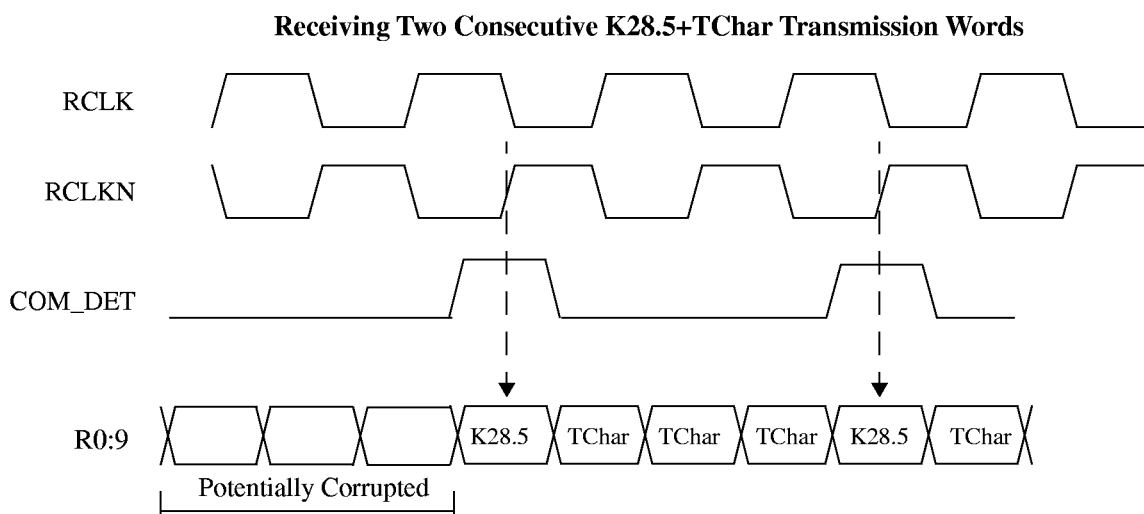 Receiving Two Consecutive K28.5+TChar Transmission Words
RCLK
RCLKN
COM_DET
R0:9
K28.5 TChar TChar TChar K28.5 TChar
Potentially Corrupted